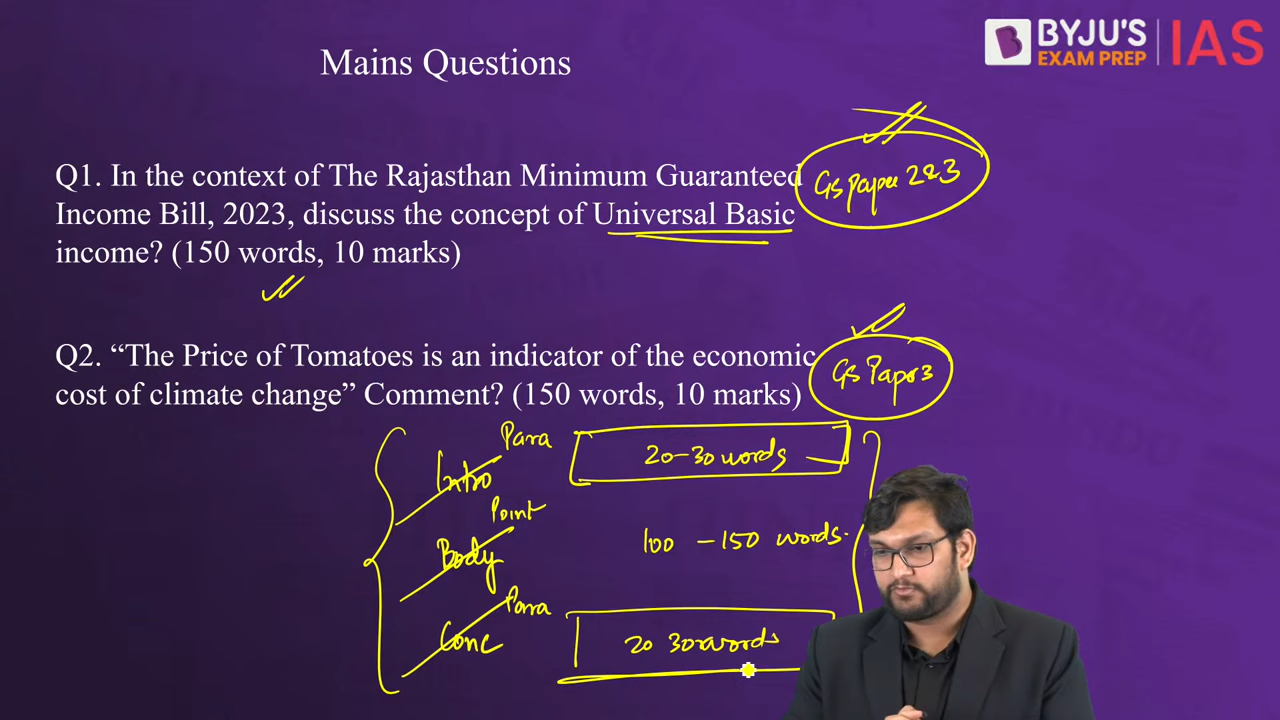 Mains Questions
BYJU'S
EXAM PREP
IAS
Q1. In the context of The Rajasthan Minimum Guaranteed
Income Bill, 2023, discuss the concept of Universal Basic
income? (150 words, 10 marks)
GS Paper 2&3
Q2. “The Price of Tomatoes is an indicator of the economic
cost of climate change” Comment? (150 words, 10 marks)
GS Paper 3
Intro Para 20-30 words
Body Point 100 - 150 words.
Conc Para 20 30 words